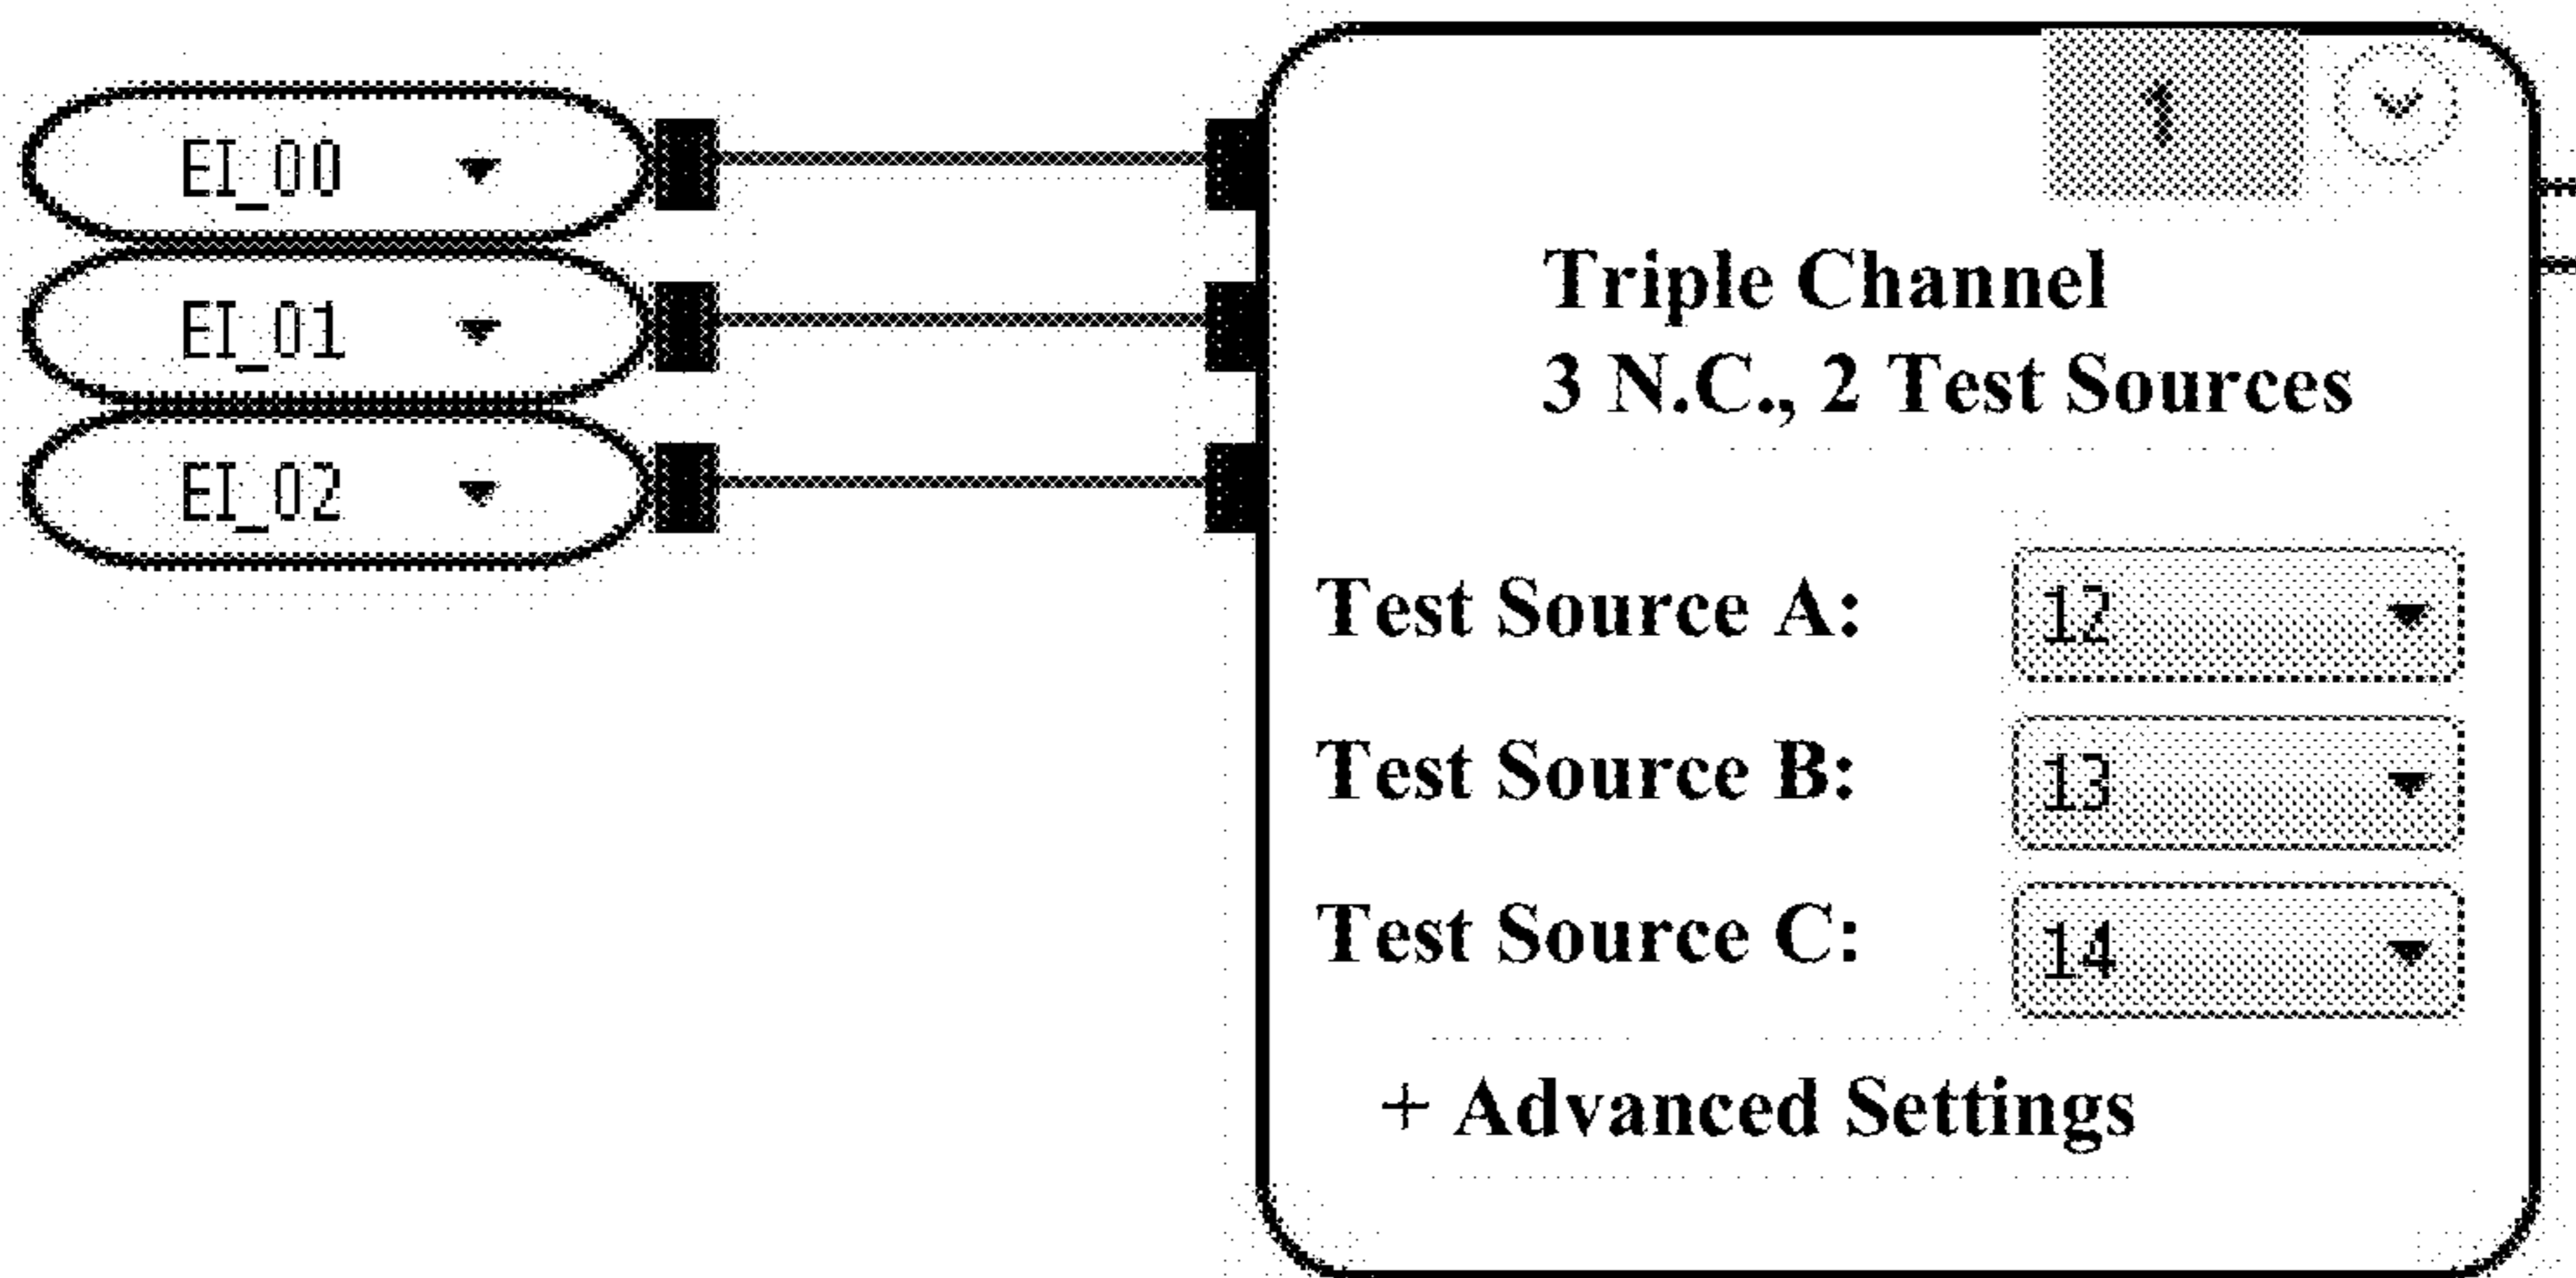 EI_00
EI_01
EI_02
1
Triple Channel
3 N.C., 2 Test Sources
Test Source A: 12
Test Source B: 13
Test Source C: 14
+ Advanced Settings